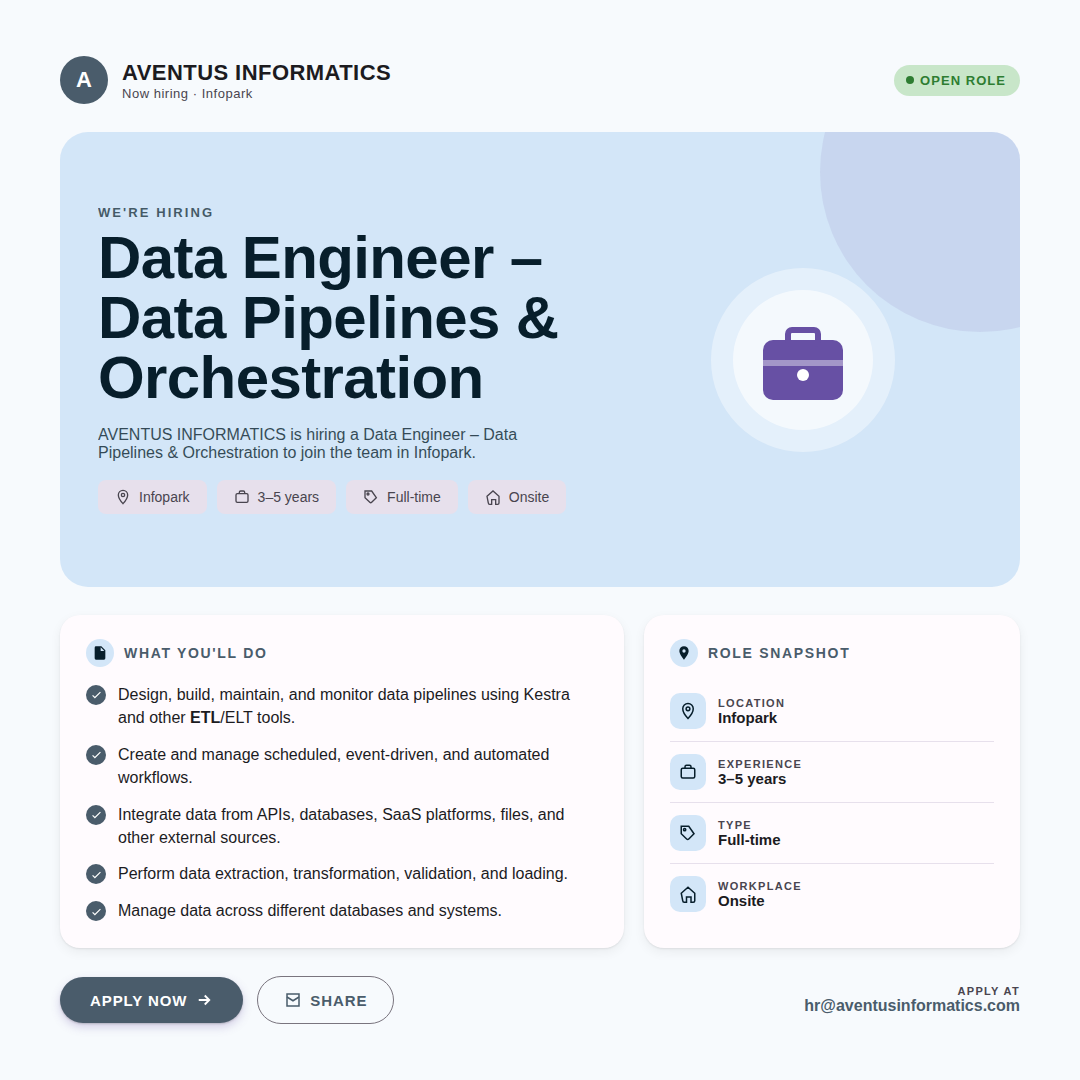 A
AVENTUS INFORMATICS
Now hiring · Infopark
OPEN ROLE
WE'RE HIRING
Data Engineer –
Data Pipelines &
Orchestration
AVENTUS INFORMATICS is hiring a Data Engineer – Data
Pipelines & Orchestration to join the team in Infopark.
Infopark
3–5 years
Full-time
Onsite
WHAT YOU'LL DO
Design, build, maintain, and monitor data pipelines using Kestra
and other ETL/ELT tools.
Create and manage scheduled, event-driven, and automated
workflows.
Integrate data from APIs, databases, SaaS platforms, files, and
other external sources.
Perform data extraction, transformation, validation, and loading.
Manage data across different databases and systems.
ROLE SNAPSHOT
LOCATION
Infopark
EXPERIENCE
3–5 years
TYPE
Full-time
WORKPLACE
Onsite
APPLY NOW
SHARE
APPLY AT
hr@aventusinformatics.com